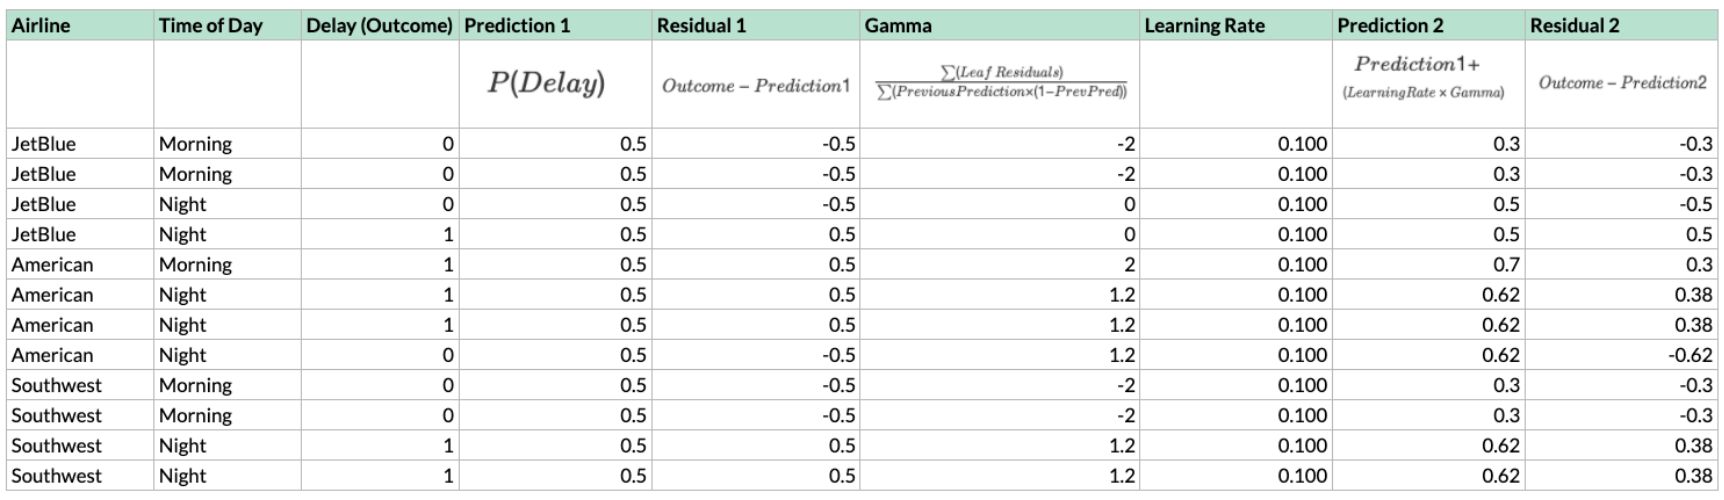 Airline Time of Day Delay (Outcome) Prediction 1 Residual 1 Gamma Learning Rate Prediction 2 Residual 2
P(Delay) Outcome − Prediction1 ∑(Leaf Residuals) / ∑(PreviousPrediction×(1−PrevPred)) Prediction1+ (LearningRate × Gamma) Outcome − Prediction2
JetBlue Morning 0 0.5 -0.5 -2 0.100 0.3 -0.3
JetBlue Morning 0 0.5 -0.5 -2 0.100 0.3 -0.3
JetBlue Night 0 0.5 -0.5 0 0.100 0.5 -0.5
JetBlue Night 1 0.5 0.5 0 0.100 0.5 0.5
American Morning 1 0.5 0.5 2 0.100 0.7 0.3
American Night 1 0.5 0.5 1.2 0.100 0.62 0.38
American Night 1 0.5 0.5 1.2 0.100 0.62 0.38
American Night 0 0.5 -0.5 1.2 0.100 0.62 -0.62
Southwest Morning 0 0.5 -0.5 -2 0.100 0.3 -0.3
Southwest Morning 0 0.5 -0.5 -2 0.100 0.3 -0.3
Southwest Night 1 0.5 0.5 1.2 0.100 0.62 0.38
Southwest Night 1 0.5 0.5 1.2 0.100 0.62 0.38